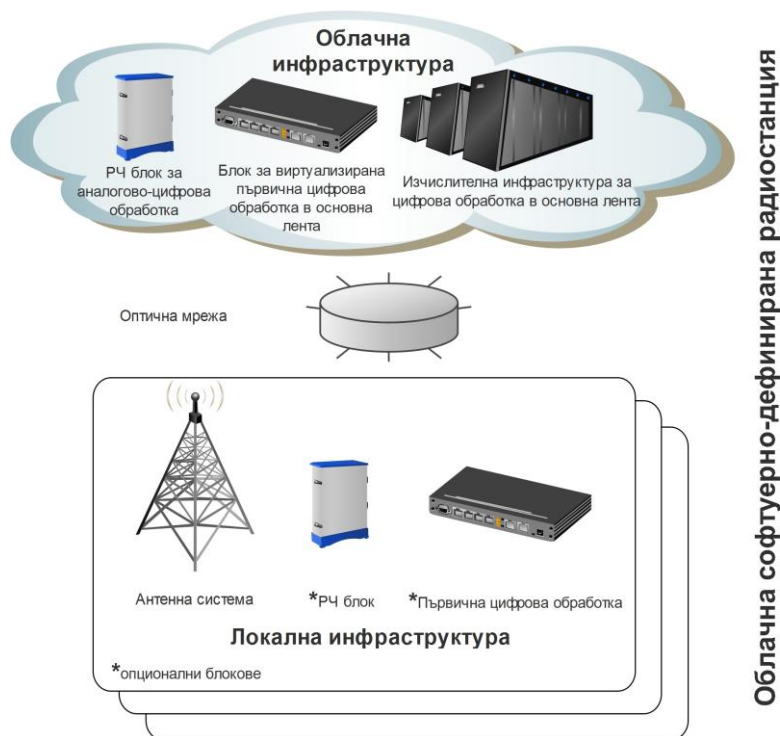 Облачна
инфраструктура
РЧ блок за
аналогово-цифрова
обработка
Блок за виртуализирана
първична цифрова
обработка в основна
лента
Изчислителна инфраструктура за
цифрова обработка в основна лента
Оптична мрежа
Антенна система
*РЧ блок
*Първична цифрова обработка
Локална инфраструктура
*опционални блокове
Облачна софтуерно-дефинирана радиостанция